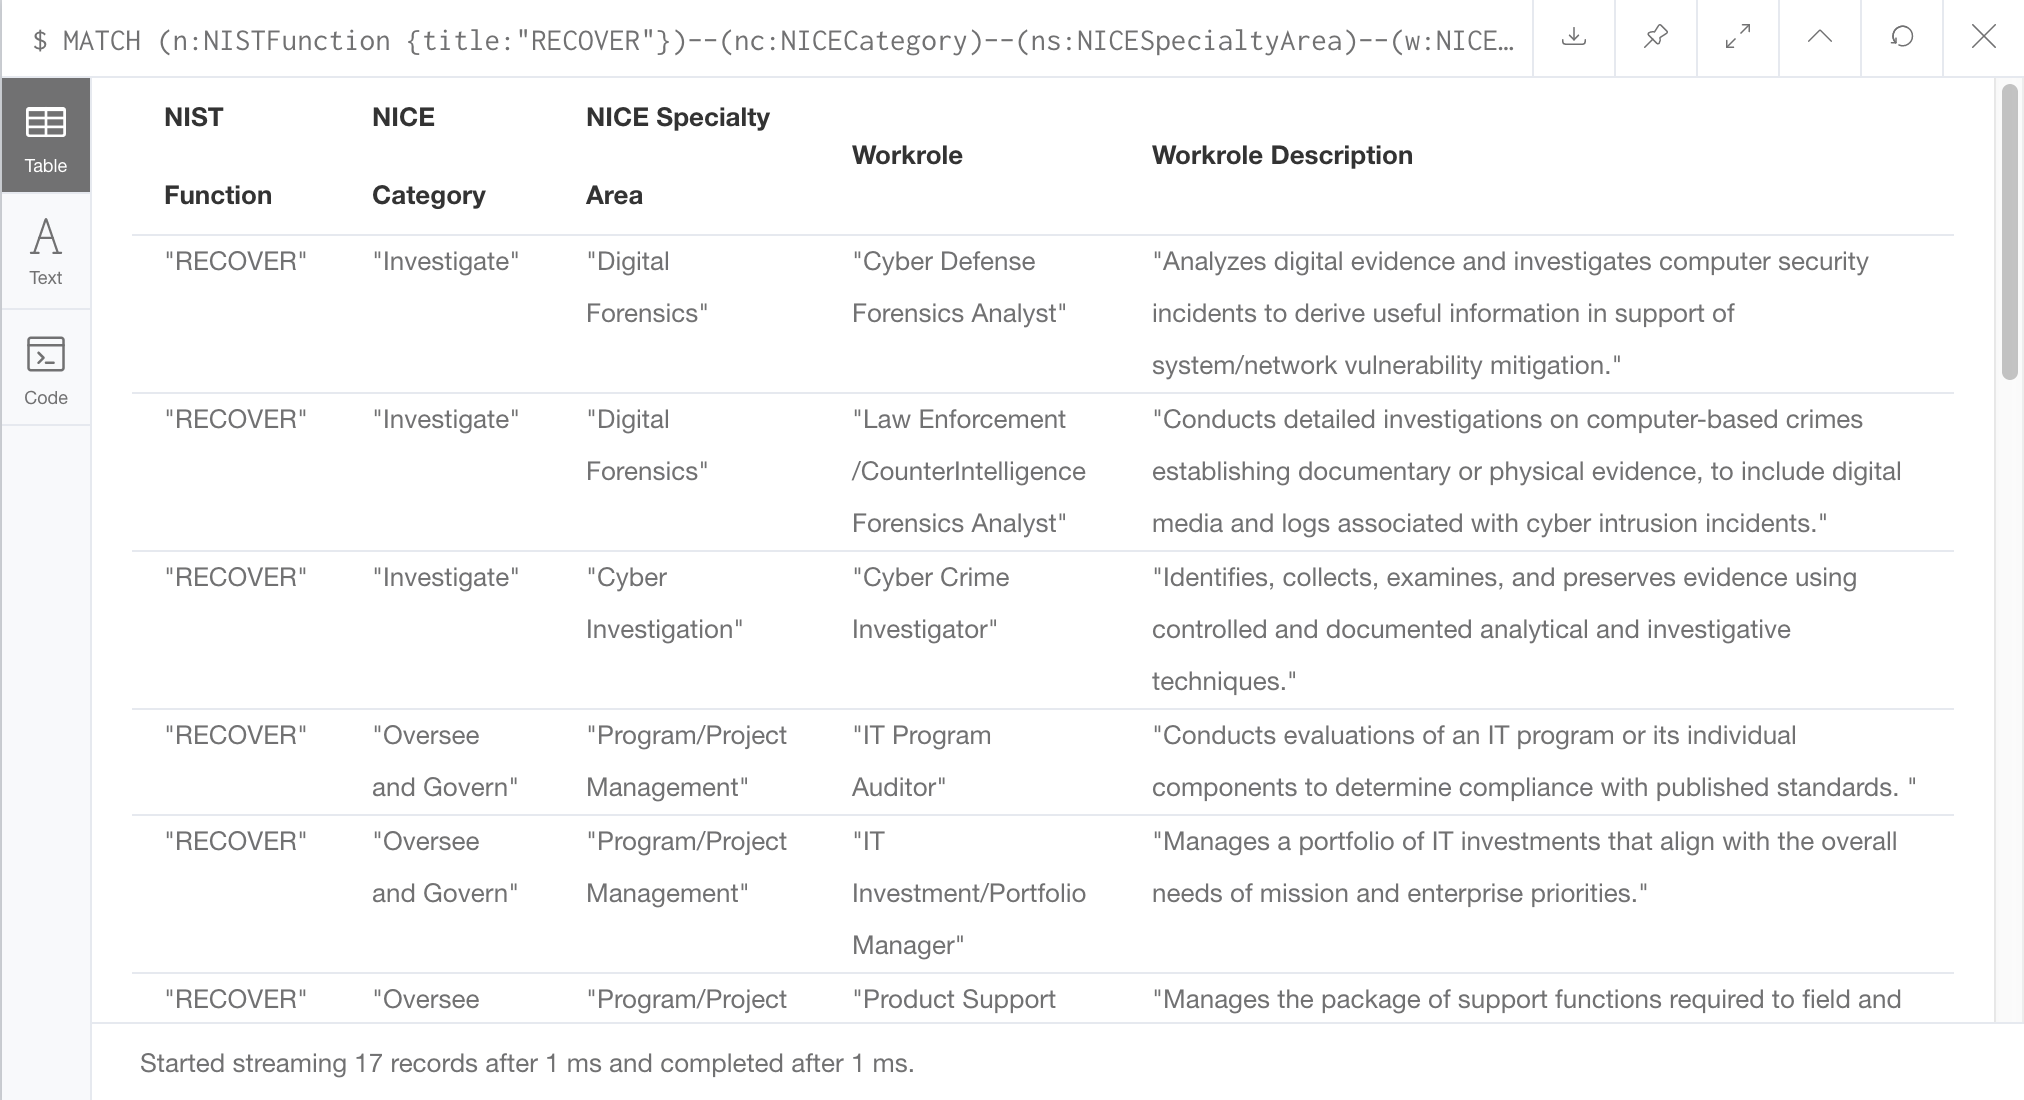 $ MATCH (n:NISTFunction {title:"RECOVER"})--(nc:NICECategory)--(ns:NICESpecialtyArea)--(w:NICE…
Table
Text
Code
NIST Function
NICE Category
NICE Specialty Area
Workrole
Workrole Description
"RECOVER"
"Investigate"
"Digital
Forensics"
"Cyber Defense
Forensics Analyst"
"Analyzes digital evidence and investigates computer security
incidents to derive useful information in support of
system/network vulnerability mitigation."
"RECOVER"
"Investigate"
"Digital
Forensics"
"Law Enforcement
/CounterIntelligence
Forensics Analyst"
"Conducts detailed investigations on computer-based crimes
establishing documentary or physical evidence, to include digital
media and logs associated with cyber intrusion incidents."
"RECOVER"
"Investigate"
"Cyber
Investigation"
"Cyber Crime
Investigator"
"Identifies, collects, examines, and preserves evidence using
controlled and documented analytical and investigative
techniques."
"RECOVER"
"Oversee
and Govern"
"Program/Project
Management"
"IT Program
Auditor"
"Conducts evaluations of an IT program or its individual
components to determine compliance with published standards. "
"RECOVER"
"Oversee
and Govern"
"Program/Project
Management"
"IT
Investment/Portfolio
Manager"
"Manages a portfolio of IT investments that align with the overall
needs of mission and enterprise priorities."
"RECOVER"
"Oversee
"Program/Project
"Product Support
"Manages the package of support functions required to field and
Started streaming 17 records after 1 ms and completed after 1 ms.